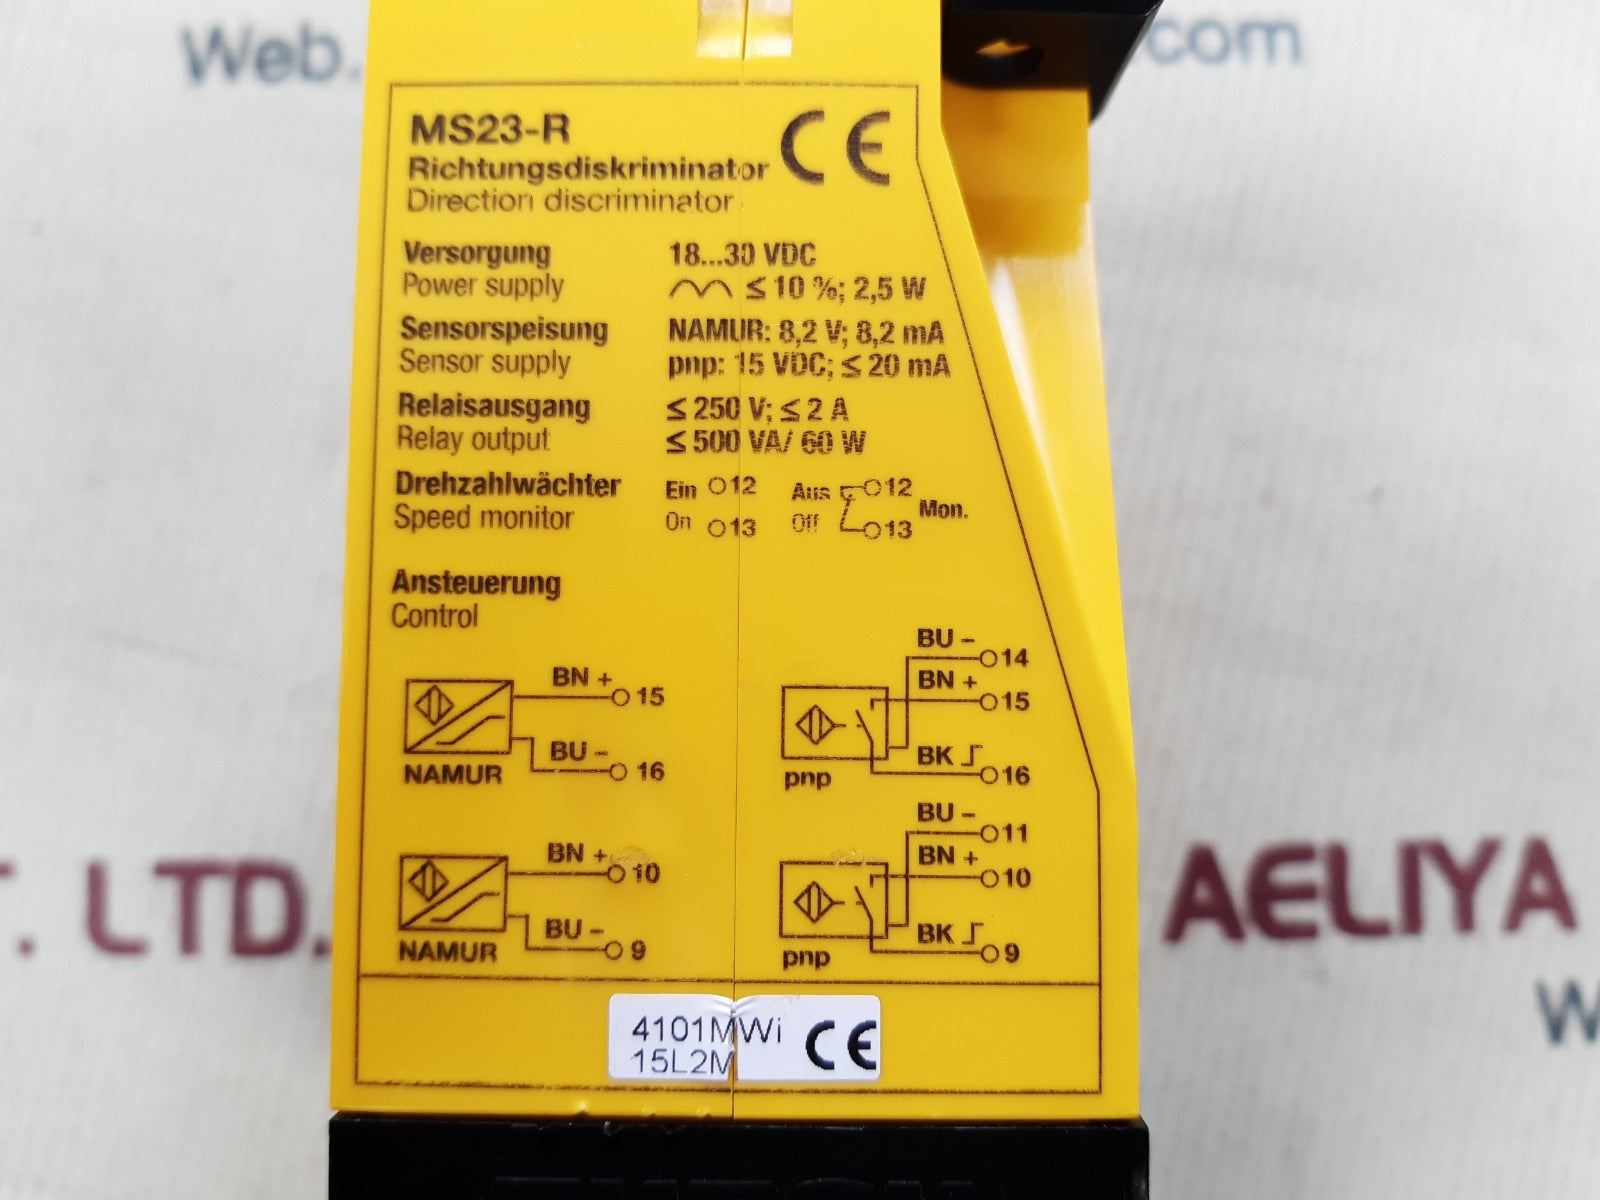 Web.
com
MS23-R
CE
Richtungsdiskriminator
Direction discriminator
Versorgung 18...30 VDC
Power supply ≤ 10 %; 2,5 W
Sensorspeisung NAMUR: 8,2 V; 8,2 mA
Sensor supply pnp: 15 VDC; ≤ 20 mA
Relaisausgang ≤ 250 V; ≤ 2 A
Relay output ≤ 500 VA/ 60 W
Drehzahlwächter Ein 12 Aus 12
Mon.
Speed monitor On 13 Off 13
Ansteuerung
Control
BU - 14
BN + 15
BN + 15
BU - 16
BK 16
NAMUR
pnp
BU - 11
BN + 10
BN + 10
BU - 9
BK 9
NAMUR
pnp
T. LTD.
AELIYA
W
4101MWi CE
15L2M